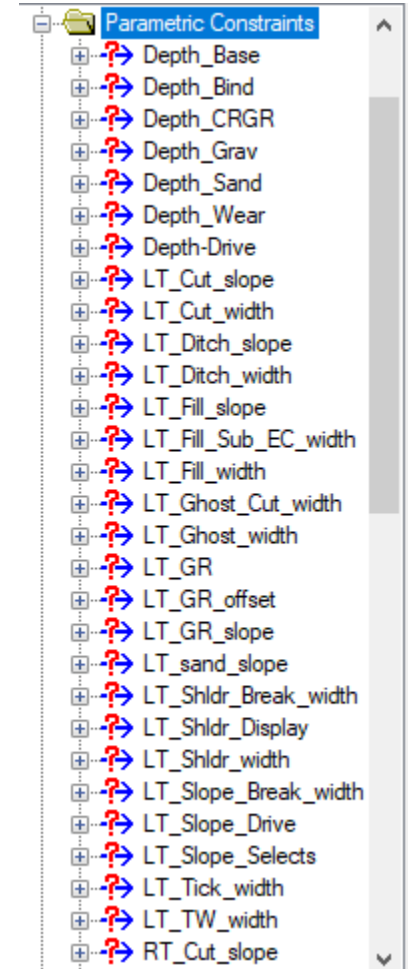 Parametric Constraints
Depth_Base
Depth_Bind
Depth_CRGR
Depth_Grav
Depth_Sand
Depth_Wear
Depth-Drive
LT_Cut_slope
LT_Cut_width
LT_Ditch_slope
LT_Ditch_width
LT_Fill_slope
LT_Fill_Sub_EC_width
LT_Fill_width
LT_Ghost_Cut_width
LT_Ghost_width
LT_GR
LT_GR_offset
LT_GR_slope
LT_sand_slope
LT_Shldr_Break_width
LT_Shldr_Display
LT_Shldr_width
LT_Slope_Break_width
LT_Slope_Drive
LT_Slope_Selects
LT_Tick_width
LT_TW_width
RT_Cut_slope